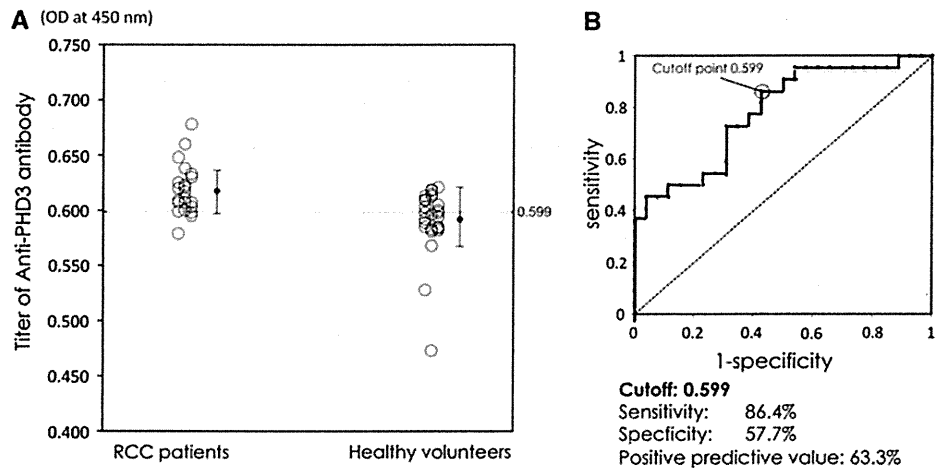 A (OD at 450 nm)
Titer of Anti-PHD3 antibody
0.750
0.700
0.650
0.600
0.550
0.500
0.450
0.400
0.599
RCC patients
Healthy volunteers
B
sensitivity
1
0.8
0.6
0.4
0.2
0
Cutoff point 0.599
0
0.2
0.4
0.6
0.8
1
1-specificity
Cutoff: 0.599
Sensitivity: 86.4%
Specficity: 57.7%
Positive predictive value: 63.3%